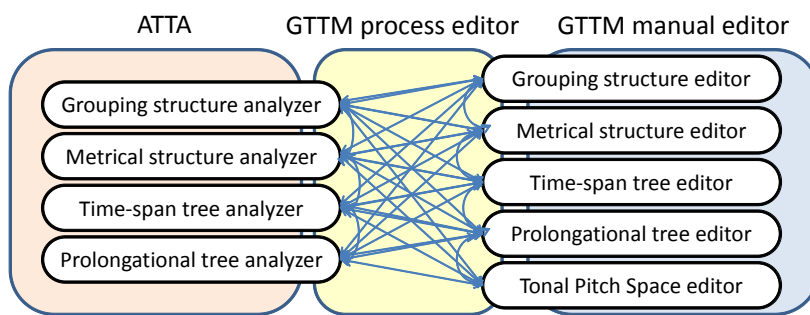 ATTA
GTTM process editor
GTTM manual editor
Grouping structure analyzer
Metrical structure analyzer
Time-span tree analyzer
Prolongational tree analyzer
Grouping structure editor
Metrical structure editor
Time-span tree editor
Prolongational tree editor
Tonal Pitch Space editor